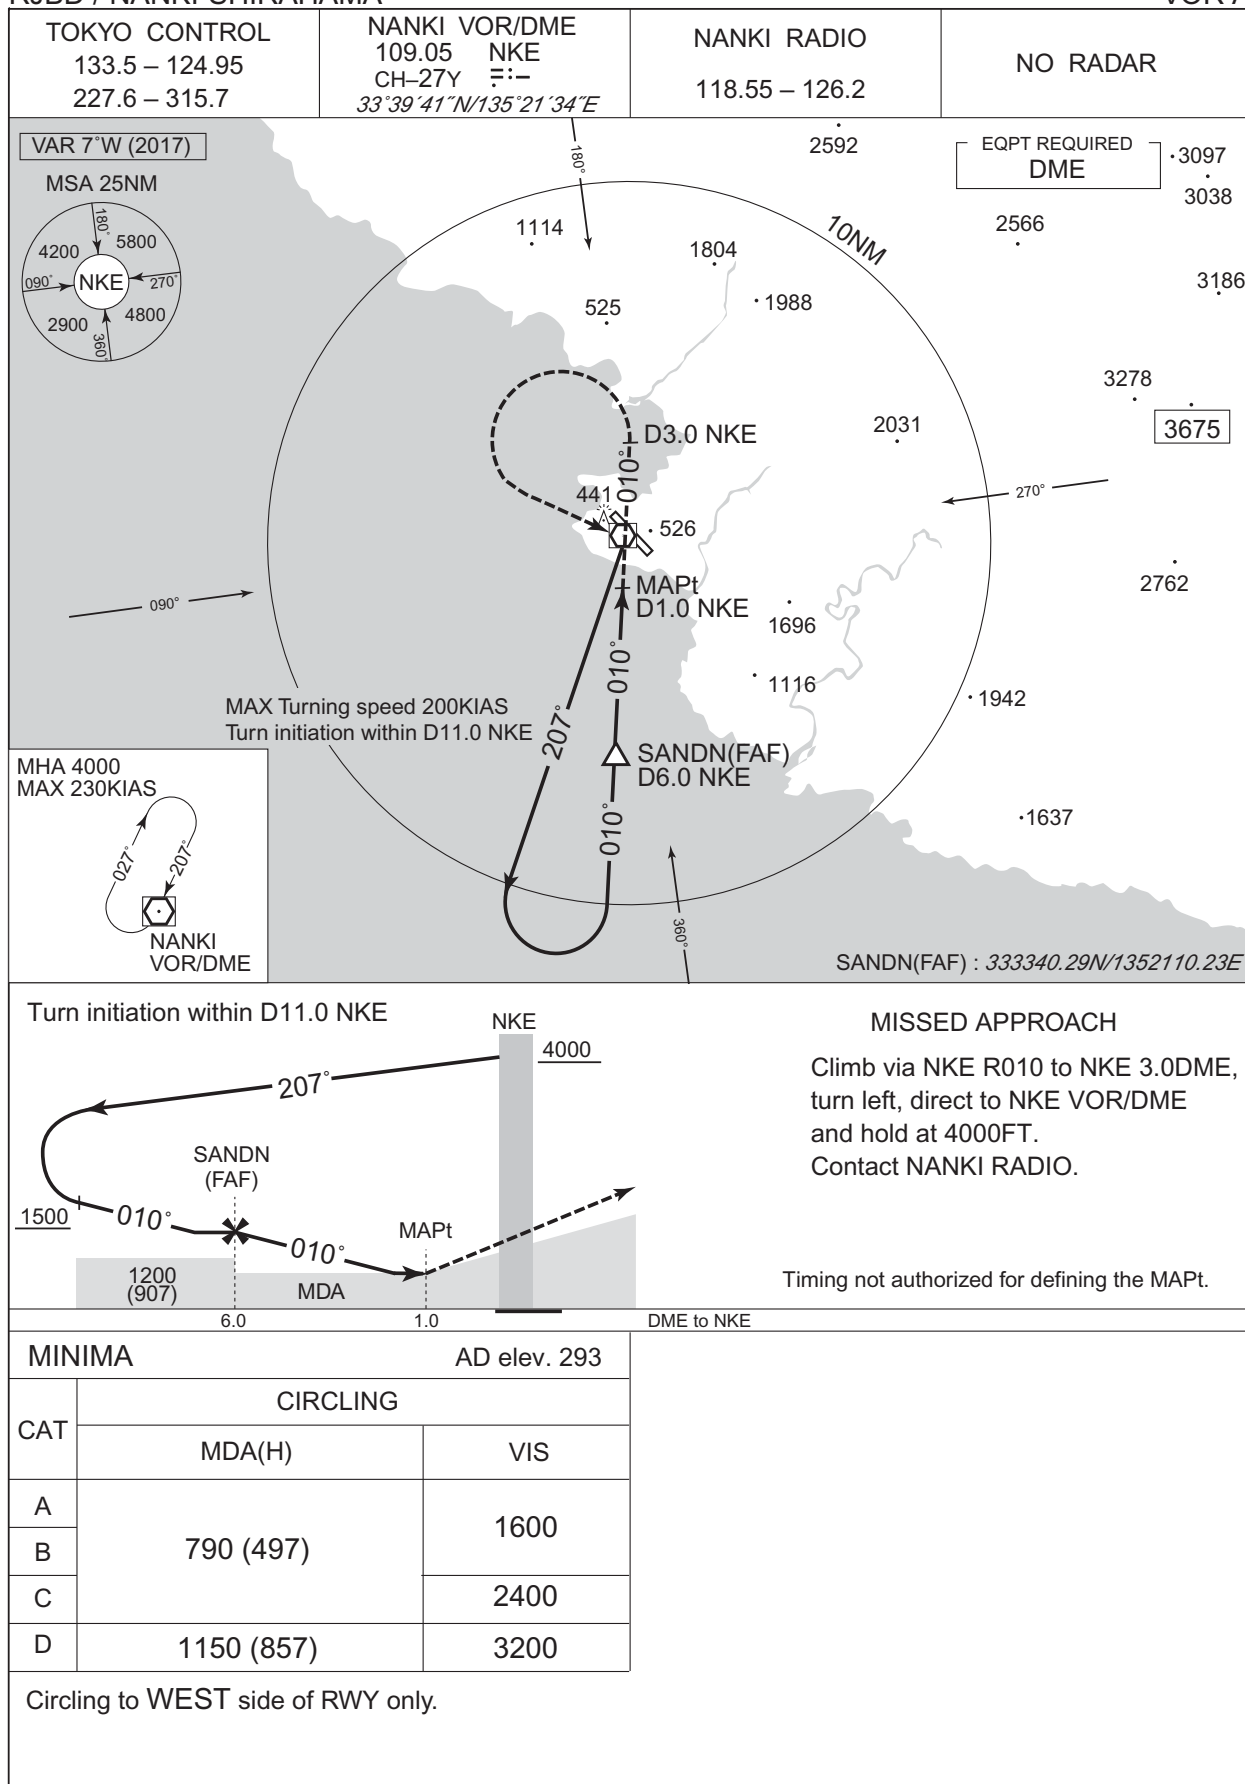 KJBD / NANKI SHIRAHAMA
TOKYO CONTROL
133.5 – 124.95
227.6 – 315.7
NANKI VOR/DME
109.05 NKE
CH–27Y
33°39´41˝N/135°21´34˝E
NANKI RADIO
118.55 – 126.2
NO RADAR
VAR 7°W (2017)
MSA 25NM
180°
4200
5800
090°
NKE
270°
2900
4800
360°
180°
2592
EQPT REQUIRED
DME
3097
3038
1114
10NM
2566
1804
3186
525
1988
3278
3675
2031
D3.0 NKE
010°
441
526
270°
2762
090°
MAPt
D1.0 NKE
1696
010°
1116
1942
MAX Turning speed 200KIAS
Turn initiation within D11.0 NKE
207°
SANDN(FAF)
D6.0 NKE
010°
1637
MHA 4000
MAX 230KIAS
027°
207°
NANKI
VOR/DME
360°
SANDN(FAF) : 333340.29N/1352110.23E
Turn initiation within D11.0 NKE
NKE
4000
207°
SANDN
(FAF)
1500
010°
010°
MAPt
1200
(907)
MDA
6.0
1.0
DME to NKE
MISSED APPROACH
Climb via NKE R010 to NKE 3.0DME,
turn left, direct to NKE VOR/DME
and hold at 4000FT.
Contact NANKI RADIO.
Timing not authorized for defining the MAPt.
MINIMA
AD elev. 293
CAT
CIRCLING
MDA(H)
VIS
A
B
790 (497)
1600
C
2400
D
1150 (857)
3200
Circling to WEST side of RWY only.